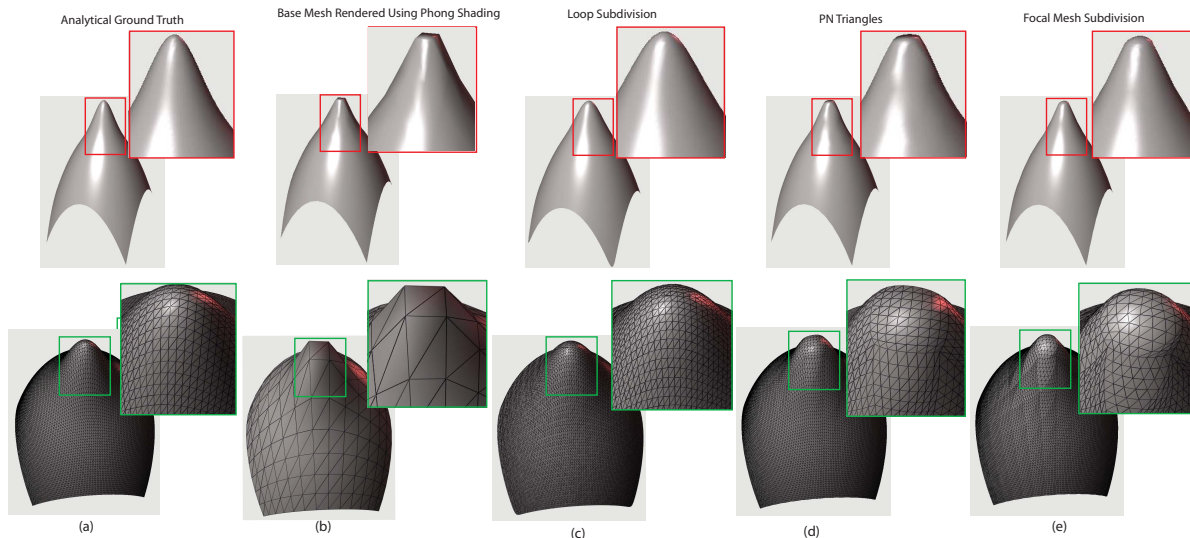 Analytical Ground Truth
Base Mesh Rendered Using Phong Shading
Loop Subdivision
PN Triangles
Focal Mesh Subdivision
(a)
(b)
(c)
(d)
(e)